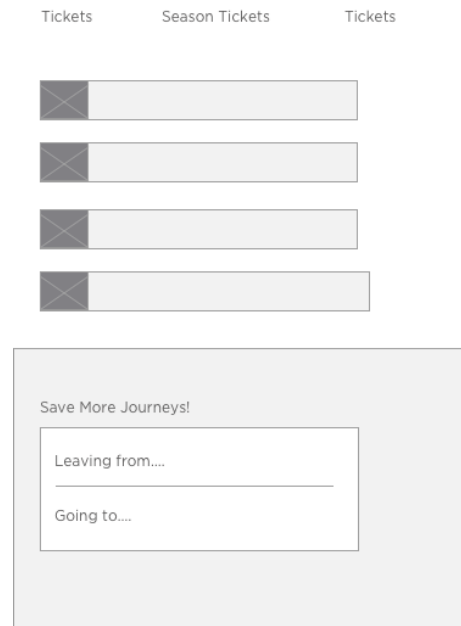 Tickets Season Tickets Tickets
Save More Journeys!
Leaving from....
Going to....